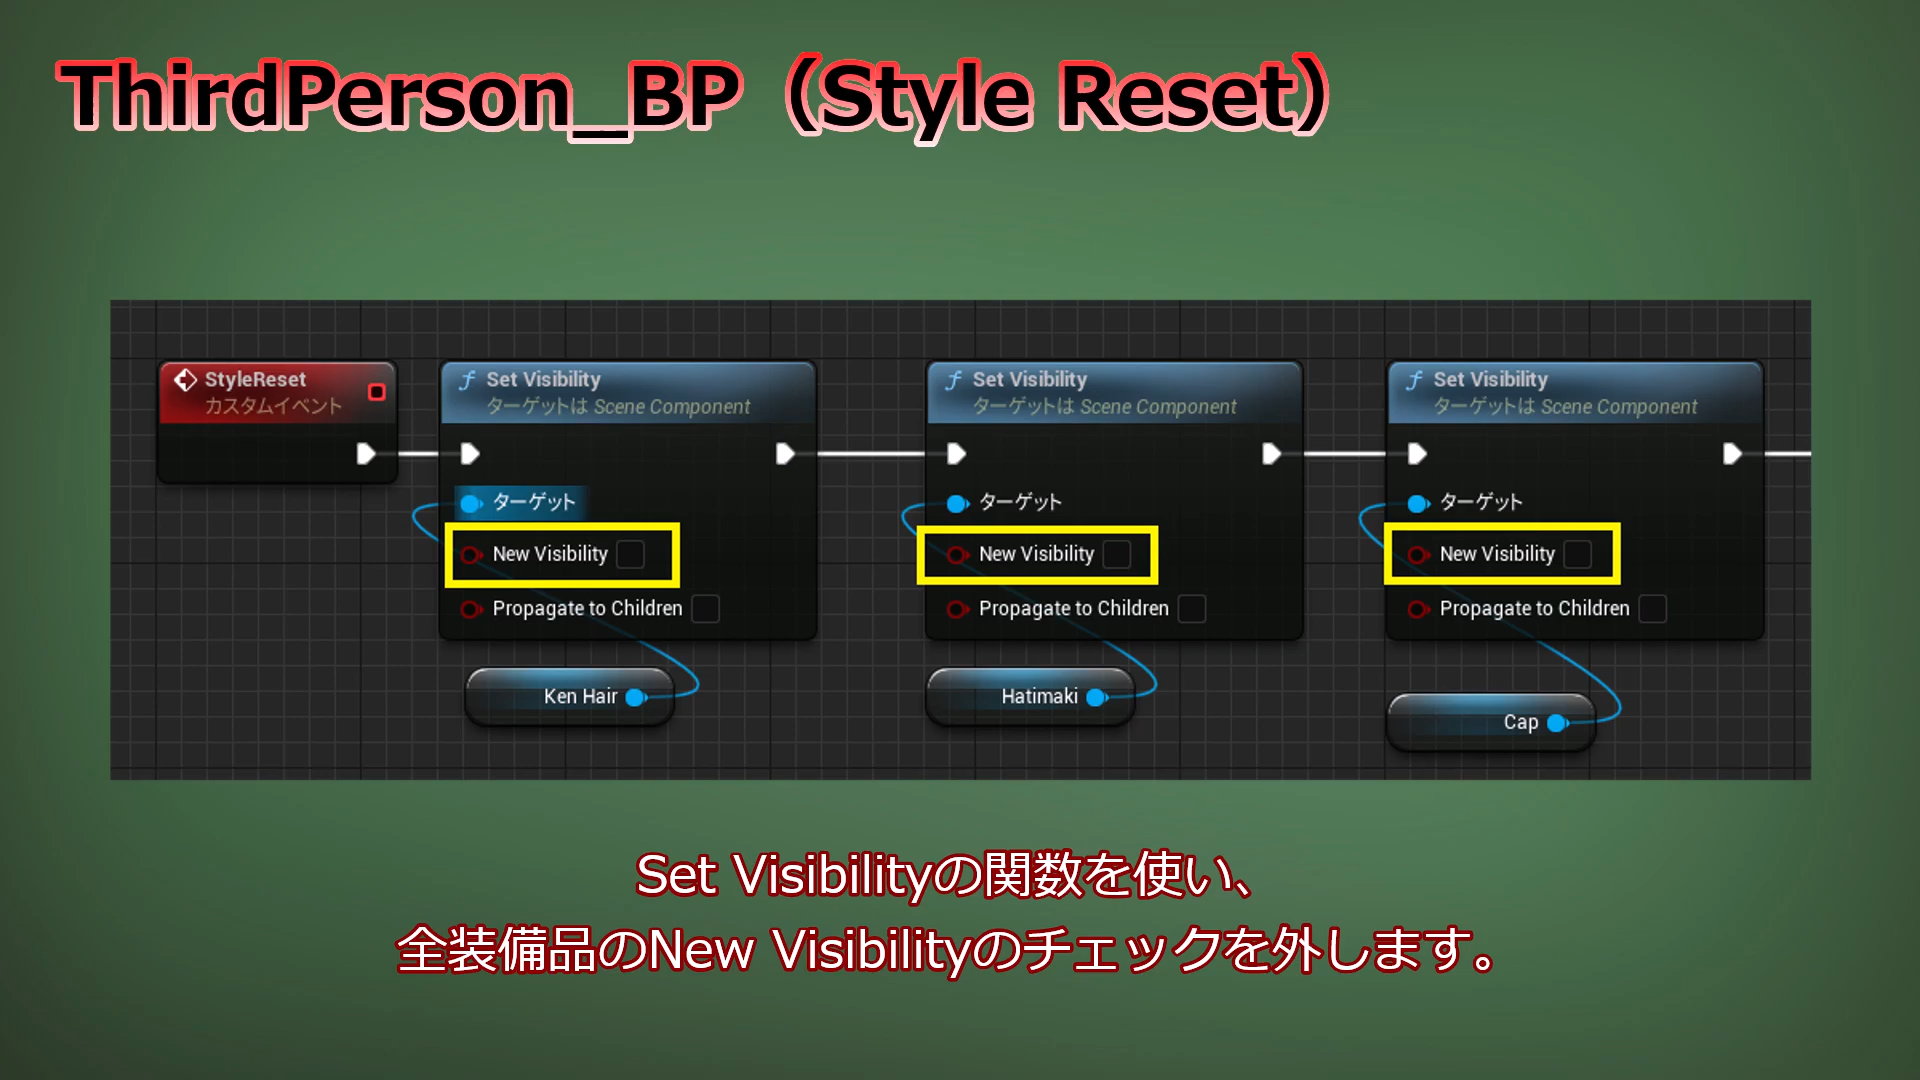 ThirdPerson_BP（Style Reset）
StyleReset
カスタムイベント
Set Visibility
ターゲットは Scene Component
ターゲット
New Visibility
Propagate to Children
Ken Hair
Set Visibility
ターゲットは Scene Component
ターゲット
New Visibility
Propagate to Children
Hatimaki
Set Visibility
ターゲットは Scene Component
ターゲット
New Visibility
Propagate to Children
Cap
Set Visibilityの関数を使い、
全装備品のNew Visibilityのチェックを外します。